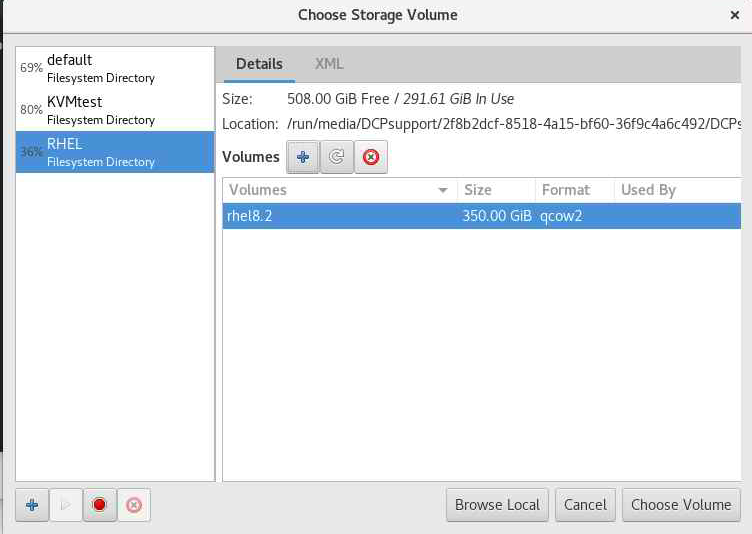 Choose Storage Volume
69% default
Filesystem Directory
80% KVMtest
Filesystem Directory
36% RHEL
Filesystem Directory
Details XML
Size: 508.00 GiB Free / 291.61 GiB In Use
Location: /run/media/DCPsupport/2f8b2dcf-8518-4a15-bf60-36f9c4a6c492/DCPs
Volumes
Volumes Size Format Used By
rhel8.2 350.00 GiB qcow2
Browse Local Cancel Choose Volume